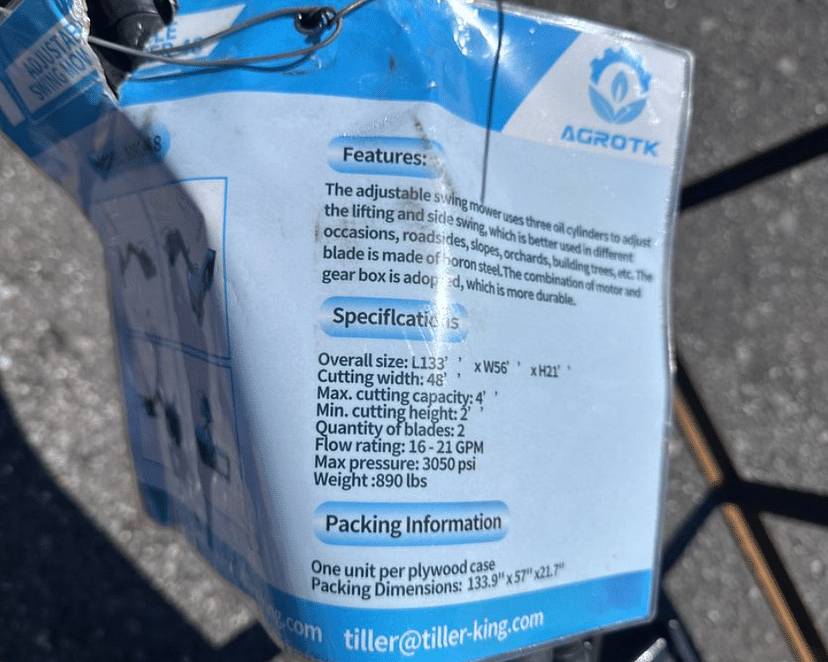 ADJUSTA
SWING MOW
AGROTK
Features:
The adjustable swing mower uses three oil cylinders to adjust
the lifting and side swing, which is better used in different
occasions, roadsides, slopes, orchards, building trees, etc. The
blade is made of boron steel.The combination of motor and
gear box is adopted, which is more durable.
Speciflcations
Overall size: L133' ' x W56' ' x H21' '
Cutting width: 48' '
Max. cutting capacity: 4' '
Min. cutting height: 2' '
Quantity of blades: 2
Flow rating: 16 - 21 GPM
Max pressure: 3050 psi
Weight :890 lbs
Packing Information
One unit per plywood case
Packing Dimensions: 133.9" x 57" x21.7"
.com tiller@tiller-king.com